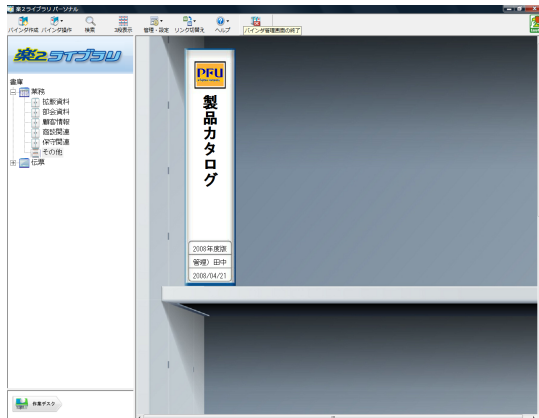 楽2ライブラリ パーソナル
バインダ作成 バインダ操作 検索 3段表示 管理・設定 リンク切替え ヘルプ バインダ管理画面の終了
楽2ライブラリ
書庫
業務
拡販資料
部会資料
顧客情報
商談関連
保守関連
その他
伝票
PFU
製品カタログ
2008年度版
管理）田中
2008/04/21
作業デスク